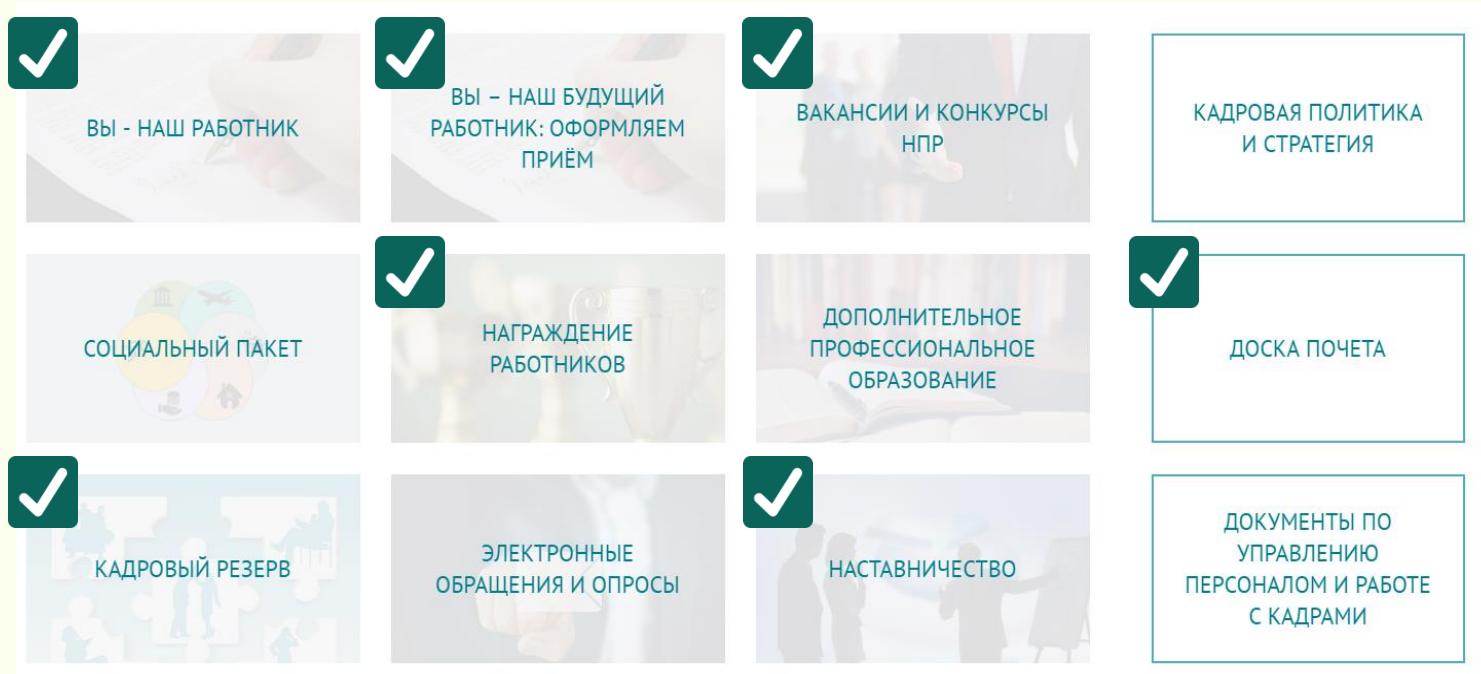 ВЫ - НАШ РАБОТНИК
ВЫ – НАШ БУДУЩИЙ
РАБОТНИК: ОФОРМЛЯЕМ
ПРИЁМ
ВАКАНСИИ И КОНКУРСЫ
НПР
КАДРОВАЯ ПОЛИТИКА
И СТРАТЕГИЯ
СОЦИАЛЬНЫЙ ПАКЕТ
НАГРАЖДЕНИЕ
РАБОТНИКОВ
ДОПОЛНИТЕЛЬНОЕ
ПРОФЕССИОНАЛЬНОЕ
ОБРАЗОВАНИЕ
ДОСКА ПОЧЕТА
КАДРОВЫЙ РЕЗЕРВ
ЭЛЕКТРОННЫЕ
ОБРАЩЕНИЯ И ОПРОСЫ
НАСТАВНИЧЕСТВО
ДОКУМЕНТЫ ПО
УПРАВЛЕНИЮ
ПЕРСОНАЛОМ И РАБОТЕ
С КАДРАМИ